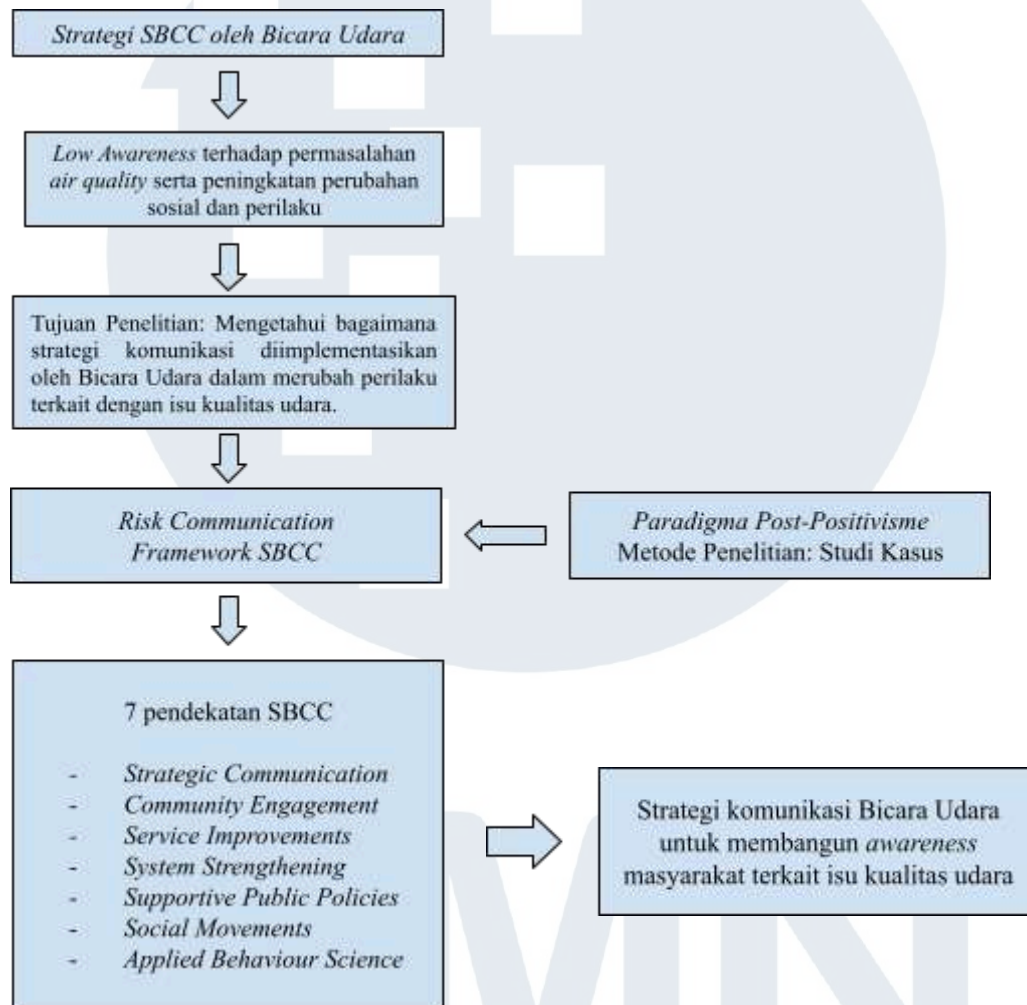 Strategi SBCC oleh Bicara Udara
Low Awareness terhadap permasalahan
air quality serta peningkatan perubahan
sosial dan perilaku
Tujuan Penelitian: Mengetahui bagaimana
strategi komunikasi diimplementasikan
oleh Bicara Udara dalam merubah perilaku
terkait dengan isu kualitas udara.
Risk Communication
Framework SBCC
Paradigma Post-Positivisme
Metode Penelitian: Studi Kasus
7 pendekatan SBCC
- Strategic Communication
- Community Engagement
- Service Improvements
- System Strengthening
- Supportive Public Policies
- Social Movements
- Applied Behaviour Science
Strategi komunikasi Bicara Udara
untuk membangun awareness
masyarakat terkait isu kualitas udara